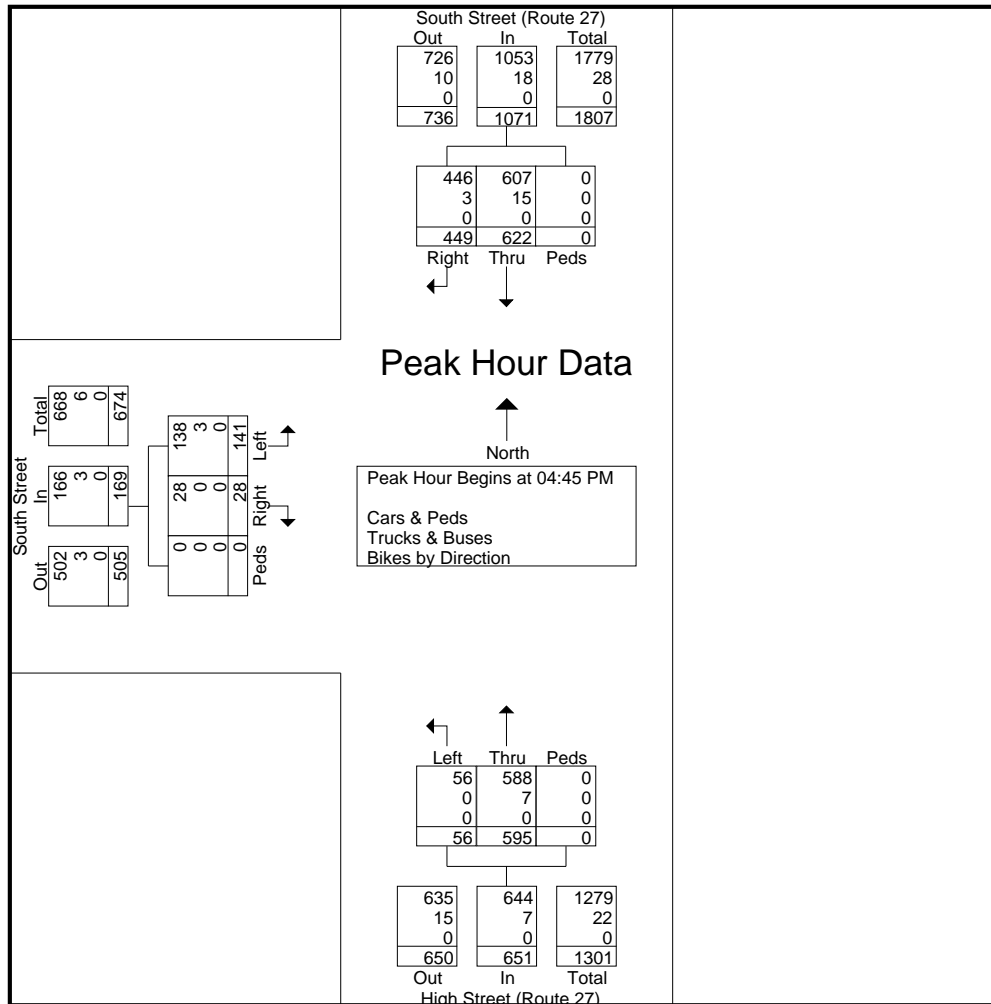 South Street (Route 27)
Out In Total
726 1053 1779
10 18 28
0 0 0
736 1071 1807
446 607 0
3 15 0
0 0 0
449 622 0
Right Thru Peds
Peak Hour Data
North
Peak Hour Begins at 04:45 PM
Cars & Peds
Trucks & Buses
Bikes by Direction
South Street
Out In Total
502 166 668
3 3 6
0 0 0
505 169 674
0 28 138
0 0 3
0 0 0
0 28 141
Peds Right Left
Left Thru Peds
56 588 0
0 7 0
0 0 0
56 595 0
635 644 1279
15 7 22
0 0 0
650 651 1301
Out In Total
High Street (Route 27)